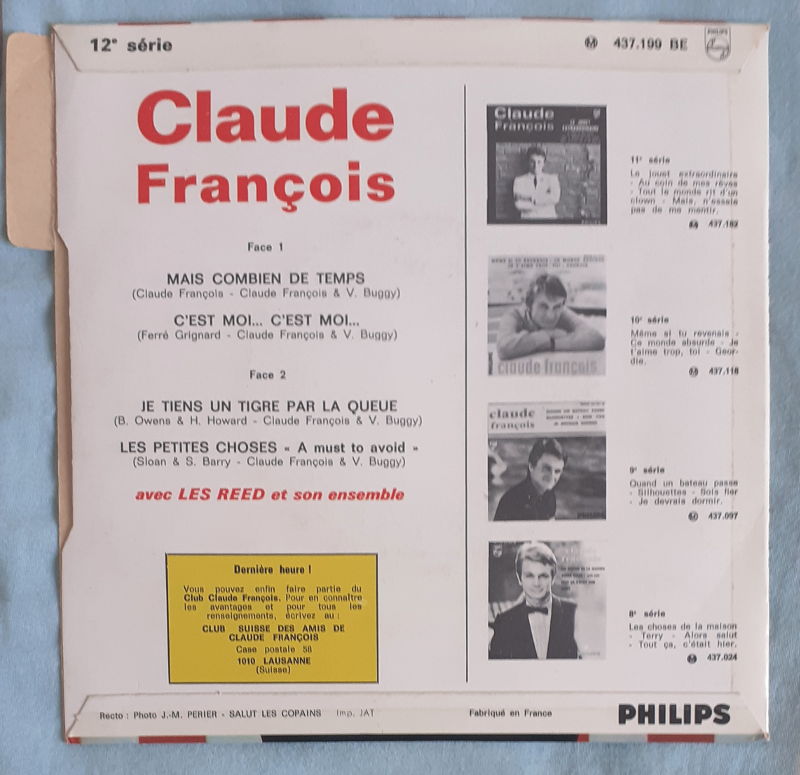 12e série
M 437.199 BE
PHILIPS
Claude
François
Face 1
MAIS COMBIEN DE TEMPS
(Claude François - Claude François & V. Buggy)
C'EST MOI... C'EST MOI...
(Ferré Grignard - Claude François & V. Buggy)
Face 2
JE TIENS UN TIGRE PAR LA QUEUE
(B. Owens & H. Howard - Claude François & V. Buggy)
LES PETITES CHOSES « A must to avoid »
(Sloan & S. Barry - Claude François & V. Buggy)
avec LES REED et son ensemble
Dernière heure !
Vous pouvez enfin faire partie du
Club Claude François. Pour en connaître
les avantages et pour tous les
renseignements, écrivez au :
CLUB SUISSE DES AMIS DE
CLAUDE FRANÇOIS
Case postale 58
1010 LAUSANNE
(Suisse)
Claude
François
11e série
Le jouet extraordinaire
- Au coin de mes rêves
- Tout le monde rit d'un
clown - Mais, n'essaie
pas de me mentir.
M 437.182
claude françois
10e série
Même si tu revenais -
Ce monde absurde - Je
t'aime trop, toi - Geor-
die.
M 437.118
claude
françois
9e série
Quand un bateau passe
- Silhouettes - Sois fier
- Je devrais dormir.
M 437.097
8e série
Les choses de la maison
- Terry - Alors salut
- Tout ça, c'était hier.
M 437.024
Recto : Photo J.-M. PERIER - SALUT LES COPAINS Imp. JAT
Fabriqué en France
PHILIPS